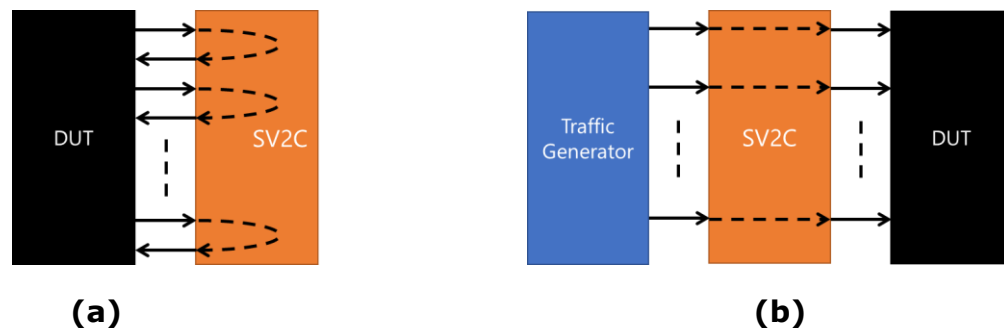 DUT
SV2C
Traffic
Generator
SV2C
DUT
(a)
(b)